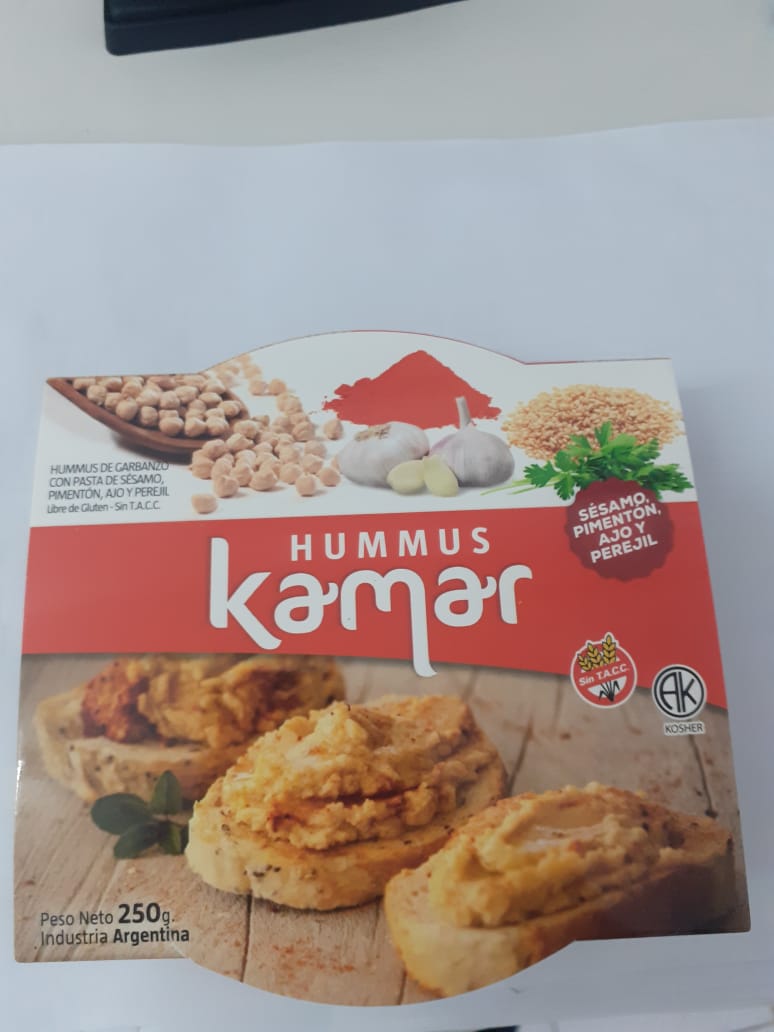 HUMMUS DE GARBANZO
CON PASTA DE SÉSAMO,
PIMENTÓN, AJO Y PEREJIL
Libre de Gluten - Sin T.A.C.C.
SÉSAMO,
PIMENTÓN,
AJO Y
PEREJIL
HUMMUS
kamar
Sin T.A.C.C.
AK
KOSHER
Peso Neto 250g.
Industria Argentina